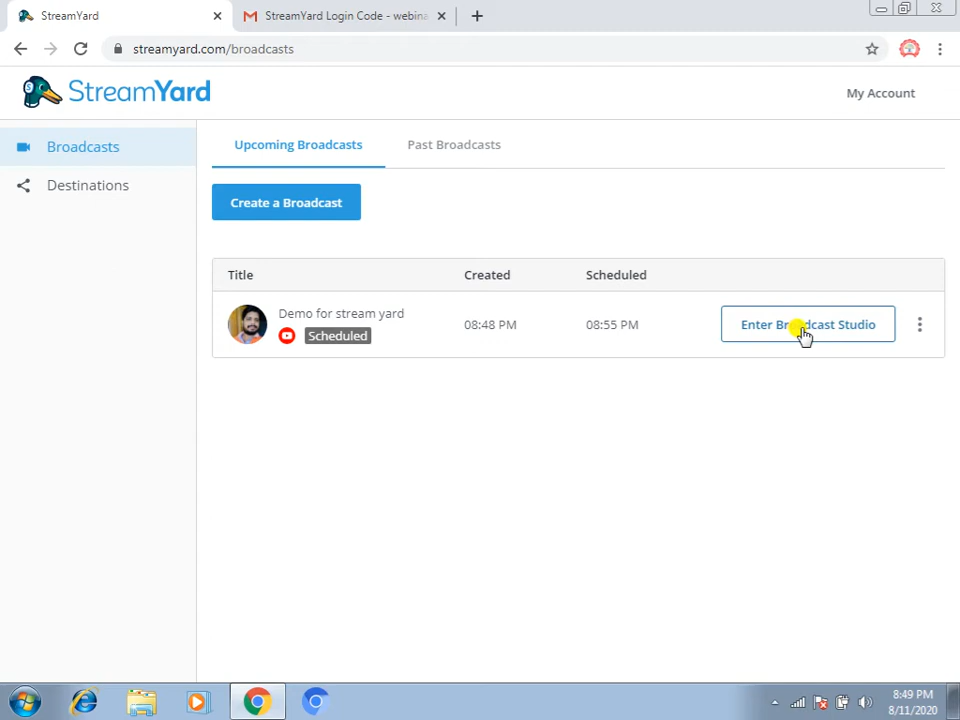 StreamYard
StreamYard Login Code - webina
streamyard.com/broadcasts
StreamYard
My Account
Broadcasts
Destinations
Upcoming Broadcasts
Past Broadcasts
Create a Broadcast
Title Created Scheduled
Demo for stream yard
Scheduled
08:48 PM
08:55 PM
Enter Broadcast Studio
8:49 PM
8/11/2020